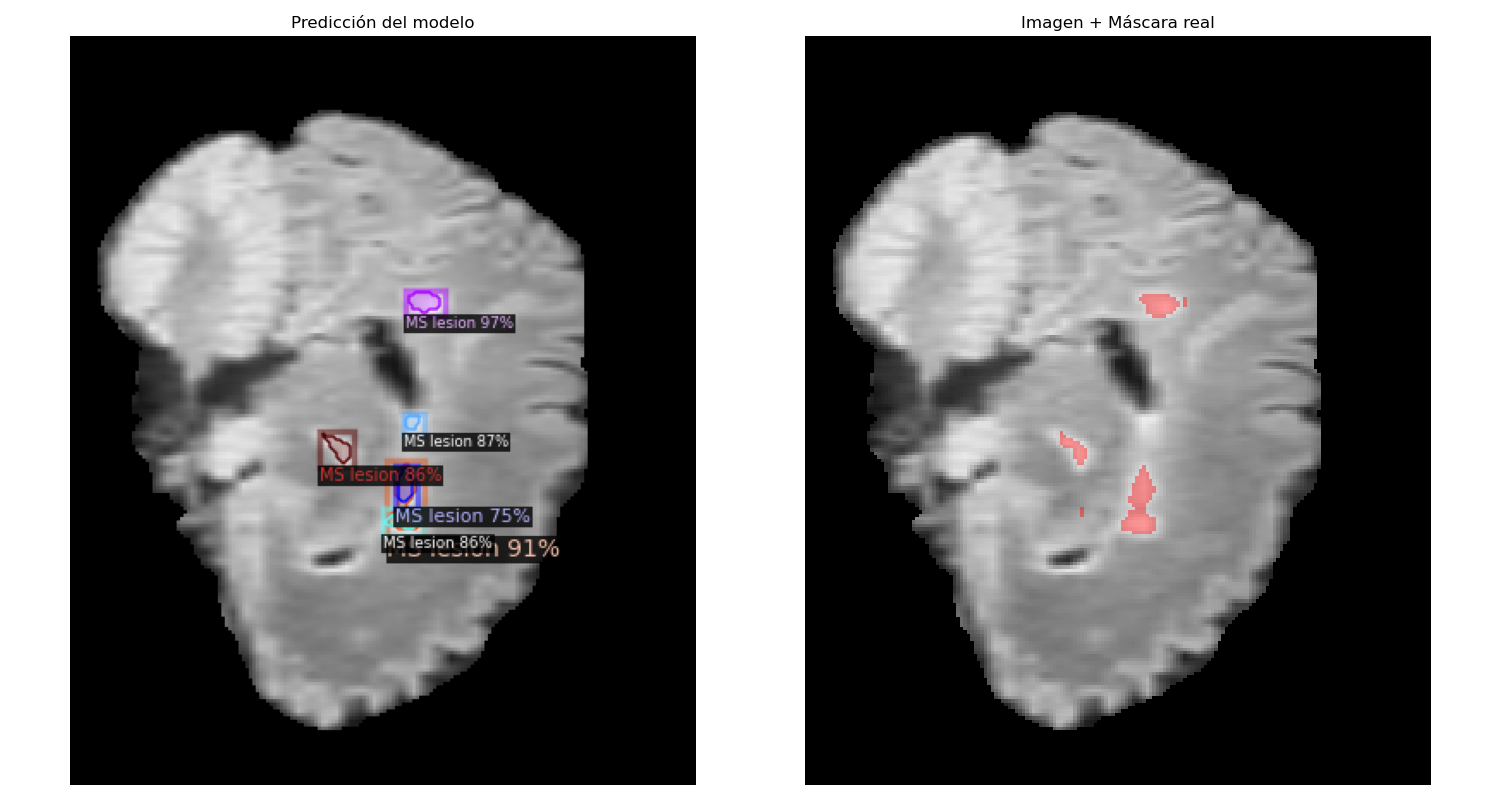 Predicción del modelo
Imagen + Máscara real
MS lesion 97%
MS lesion 87%
MS lesion 86%
MS lesion 75%
MS lesion 86%
MS lesion 91%